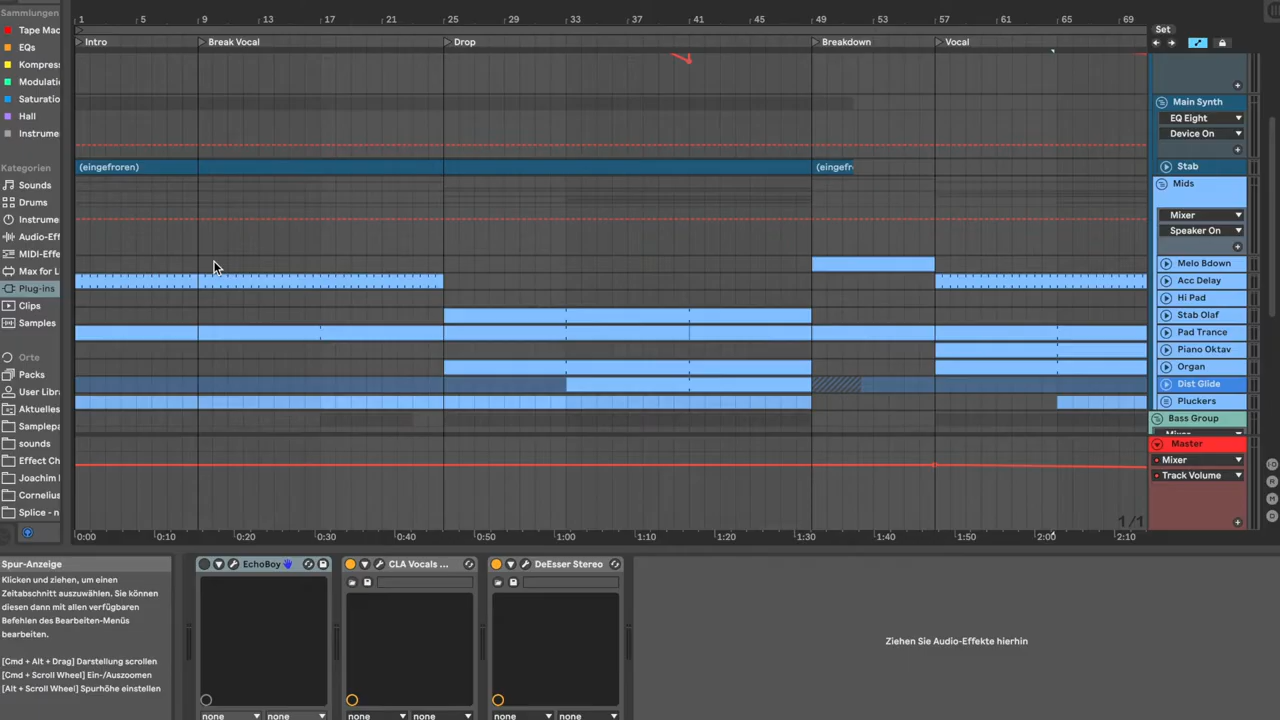 Sammlungen
Tape Mac
EQs
Kompres
Modulati
Saturatio
Hall
Instrume
Kategorien
Sounds
Drums
Instrume
Audio-Eff
MIDI-Effe
Max for L
Plug-ins
Clips
Samples
Orte
Packs
User Libra
Aktuelles
Samplepa
sounds
Effect Ch
Joachim
Cornelius
Splice - n
1 5 9 13 17 21 25 29 33 37 41 45 49 53 57 61 65 69
Intro Break Vocal Drop Breakdown Vocal
(eingefroren) (eingefr
0:00 0:10 0:20 0:30 0:40 0:50 1:00 1:10 1:20 1:30 1:40 1:50 2:00 2:10
1/1
Set
Main Synth
EQ Eight
Device On
Stab
Mids
Mixer
Speaker On
Melo Bdown
Acc Delay
Hi Pad
Stab Olaf
Pad Trance
Piano Oktav
Organ
Dist Glide
Pluckers
Bass Group
Master
Mixer
Track Volume
Spur-Anzeige
Klicken und ziehen, um einen
Zeitabschnitt auszuwählen. Sie können
diesen dann mit allen verfügbaren
Befehlen des Bearbeiten-Menüs
bearbeiten.
[Cmd + Alt + Drag] Darstellung scrollen
[Cmd + Scroll Wheel] Ein-/Auszoomen
[Alt + Scroll Wheel] Spurhöhe einstellen
EchoBoy
none none
CLA Vocals ...
none none
DeEsser Stereo
none none
Ziehen Sie Audio-Effekte hierhin